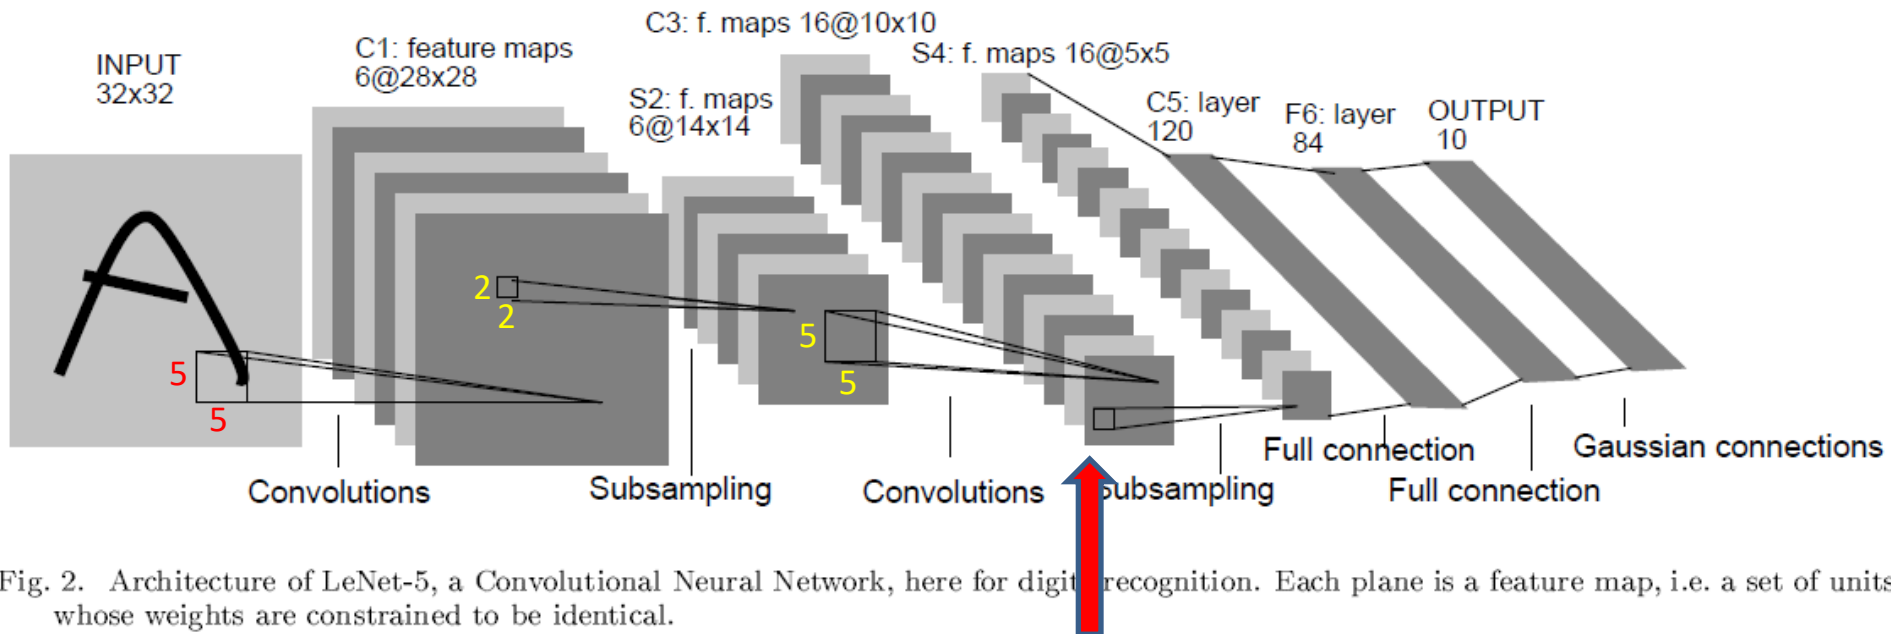 INPUT
32x32
C1: feature maps
6@28x28
S2: f. maps
6@14x14
C3: f. maps 16@10x10
S4: f. maps 16@5x5
C5: layer
120
F6: layer
84
OUTPUT
10
5
5
2
2
5
5
Convolutions
Subsampling
Convolutions
Full connection
Full connection
Gaussian connections
Fig. 2. Architecture of LeNet-5, a Convolutional Neural Network, here for recognition. Each plane is a feature map, i.e. a set of units
whose weights are constrained to be identical.